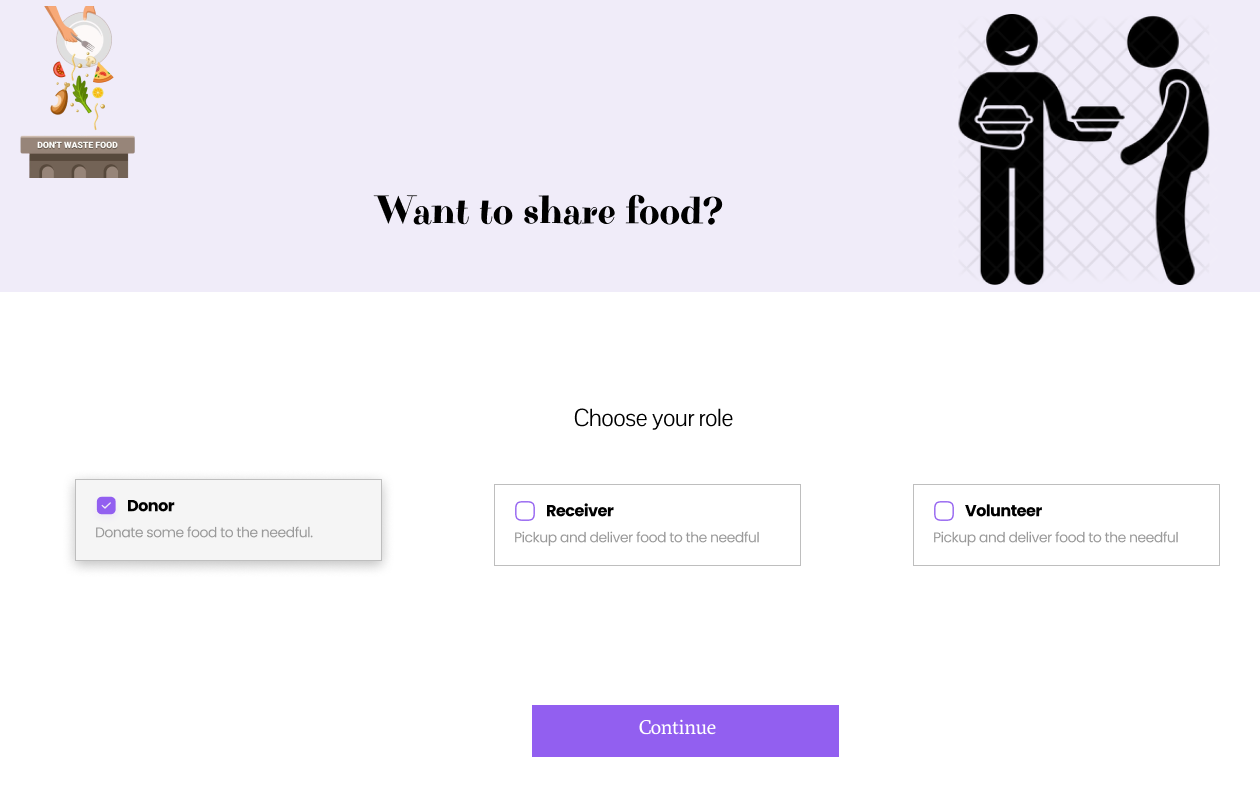 DON'T WASTE FOOD
Want to share food?
Choose your role
Donor
Donate some food to the needful.
Receiver
Pickup and deliver food to the needful
Volunteer
Pickup and deliver food to the needful
Continue